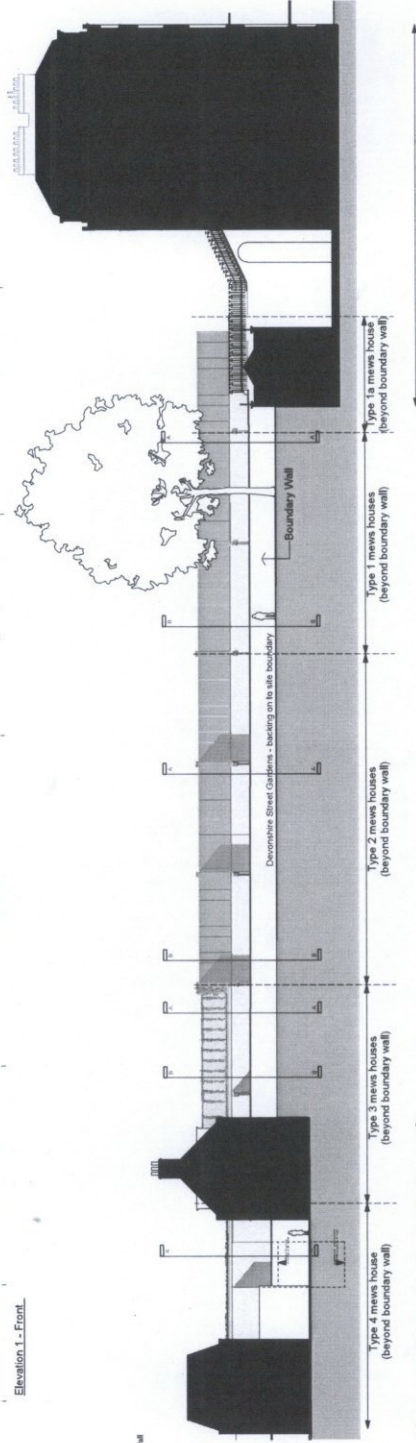 Elevation 1 - Front
Boundary Wall
Devonshire Street Gardens - backing on to site boundary
Type 4 mews house
(beyond boundary wall)
Type 3 mews houses
(beyond boundary wall)
Type 2 mews houses
(beyond boundary wall)
Type 1 mews houses
(beyond boundary wall)
Type 1a mews house
(beyond boundary wall)